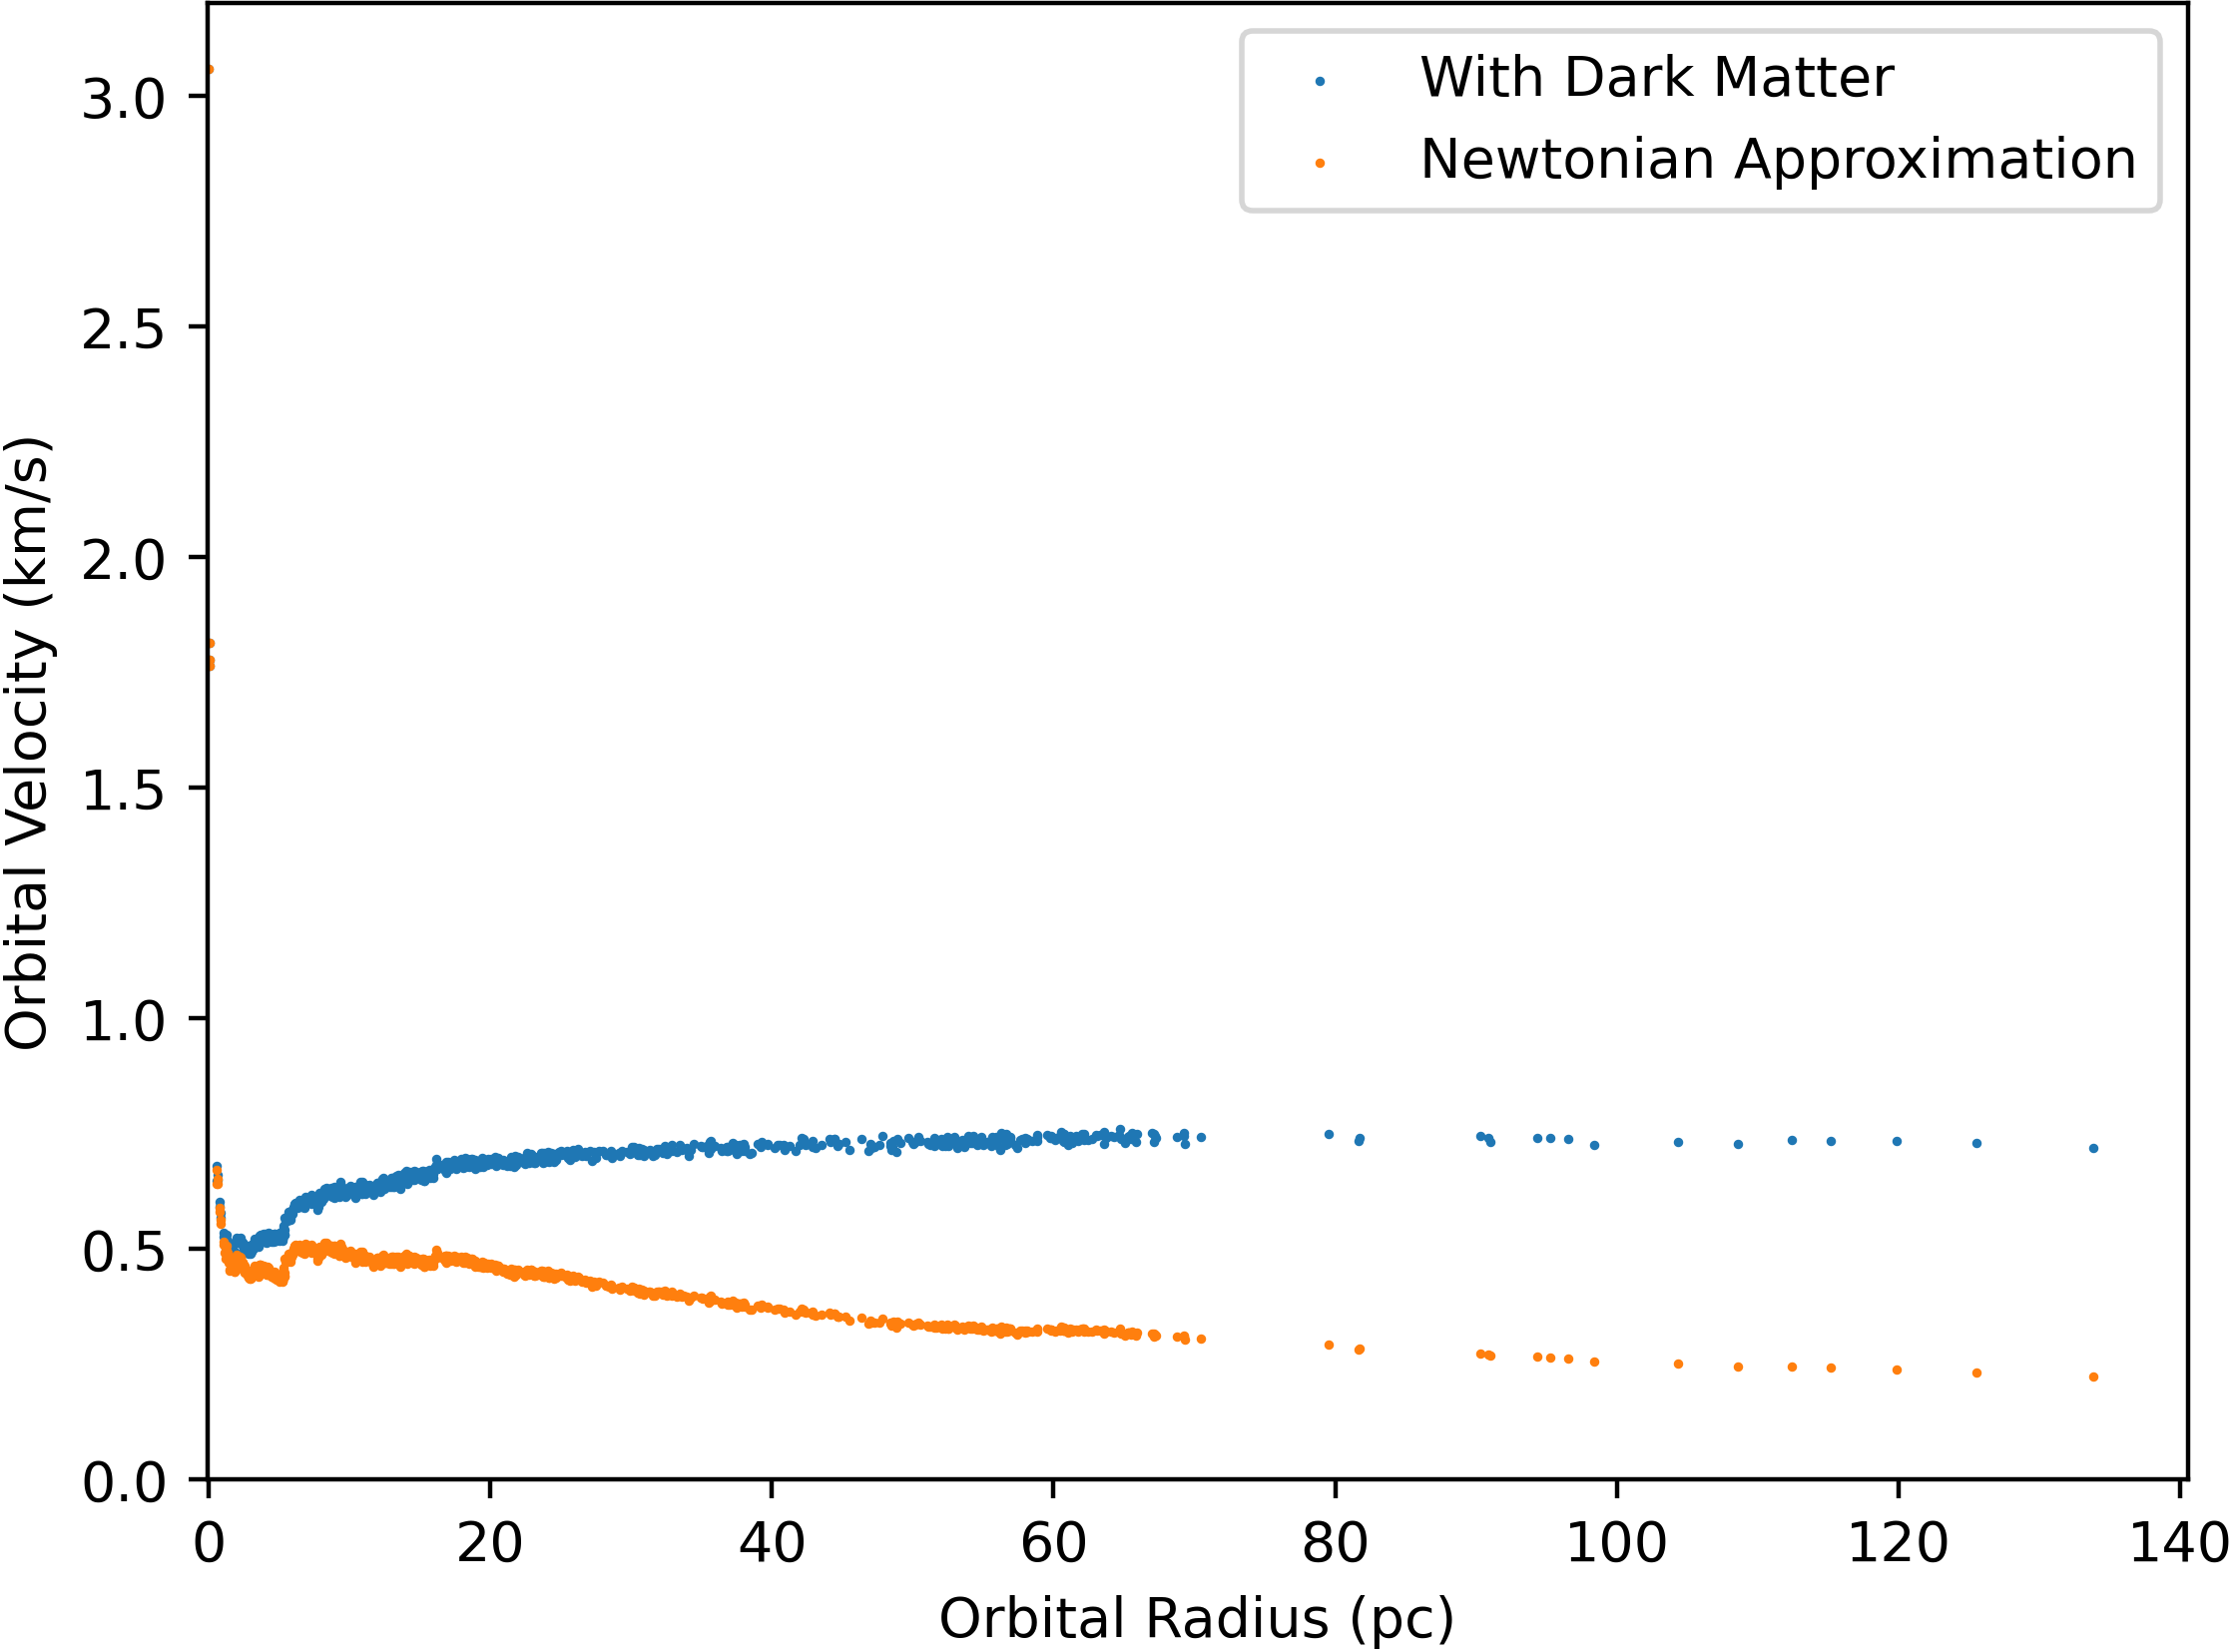 With Dark Matter
Newtonian Approximation
Orbital Velocity (km/s)
3.0
2.5
2.0
1.5
1.0
0.5
0.0
0 20 40 60 80 100 120 140
Orbital Radius (pc)